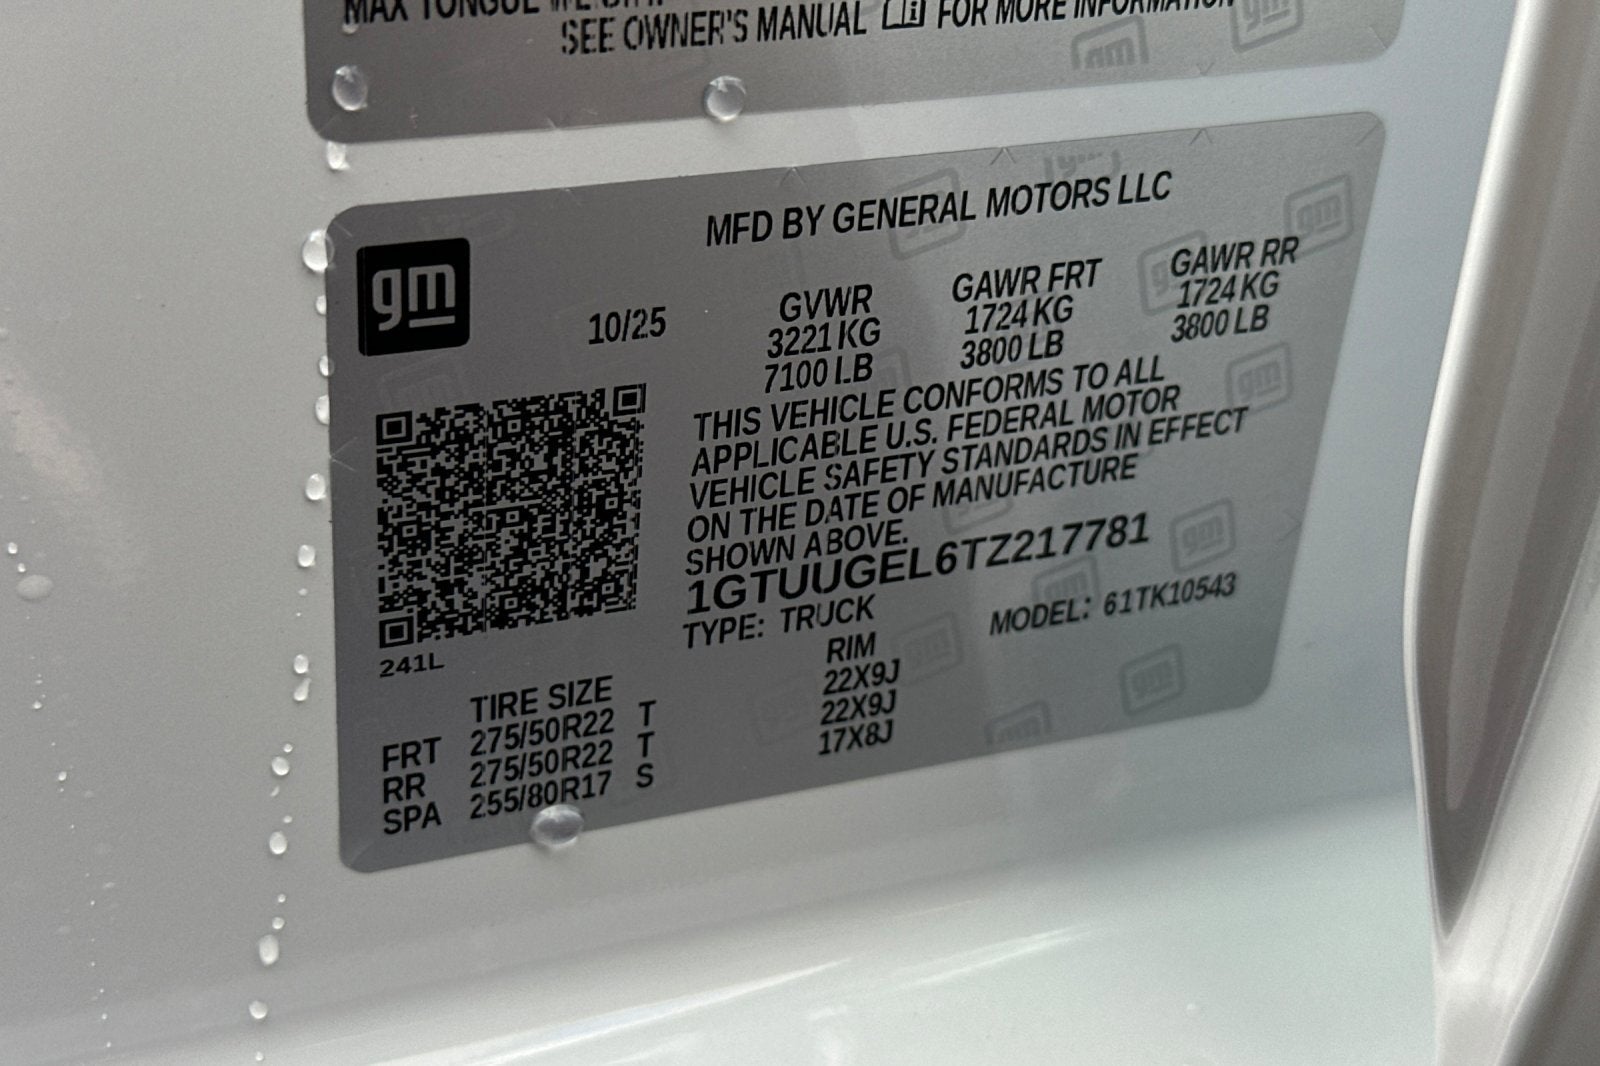 MAX TONGUE
SEE OWNER'S MANUAL FOR MORE INFORMATION
MFD BY GENERAL MOTORS LLC
gm
10/25
GVWR GAWR FRT GAWR RR
3221 KG 1724 KG 1724 KG
7100 LB 3800 LB 3800 LB
THIS VEHICLE CONFORMS TO ALL
APPLICABLE U.S. FEDERAL MOTOR
VEHICLE SAFETY STANDARDS IN EFFECT
ON THE DATE OF MANUFACTURE
SHOWN ABOVE.
1GTUUGEL6TZ217781
TYPE: TRUCK MODEL: 61TK10543
241L
TIRE SIZE RIM
FRT 275/50R22 T 22X9J
RR 275/50R22 T 22X9J
SPA 255/80R17 S 17X8J